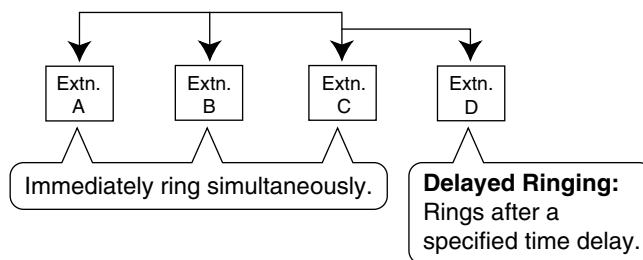 Extn.
A
Extn.
B
Extn.
C
Extn.
D
Immediately ring simultaneously.
Delayed Ringing:
Rings after a
specified time delay.